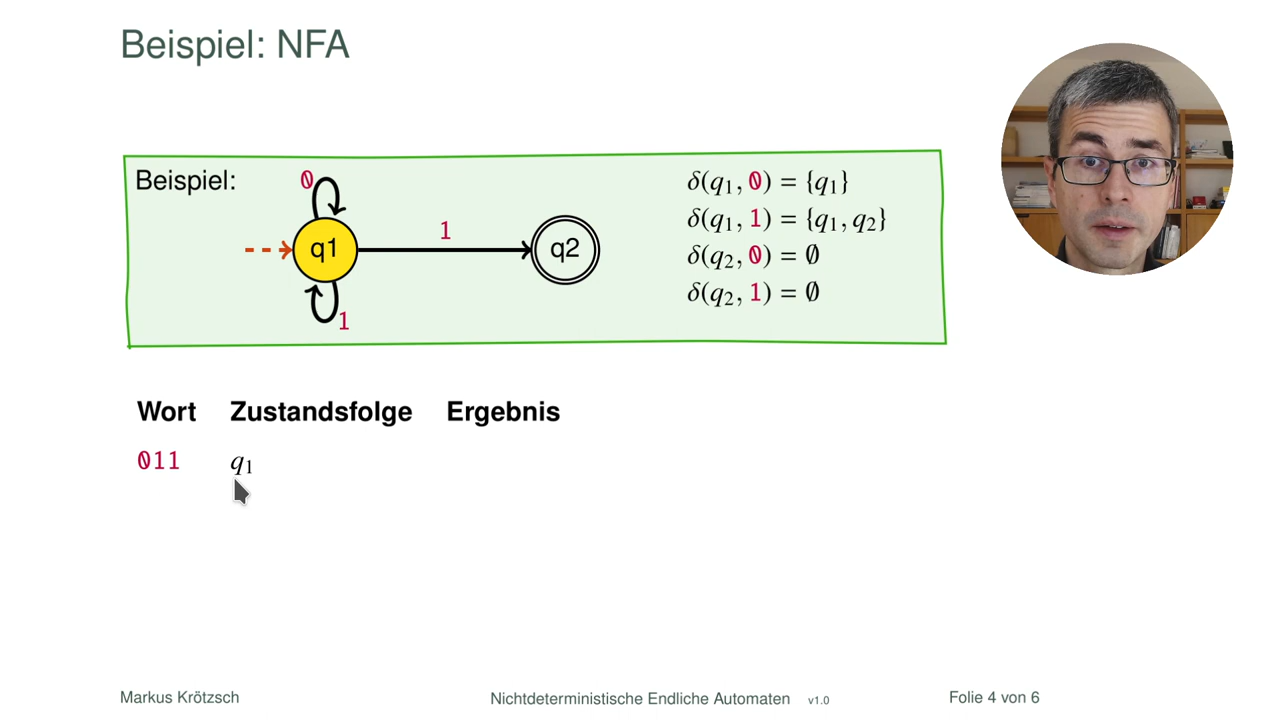 Beispiel: NFA
Beispiel:
0
q1
1
q2
1
δ(q₁, 0) = {q₁}
δ(q₁, 1) = {q₁, q₂}
δ(q₂, 0) = ∅
δ(q₂, 1) = ∅
Wort Zustandsfolge Ergebnis
011 q₁
Markus Krötzsch Nichtdeterministische Endliche Automaten v1.0 Folie 4 von 6